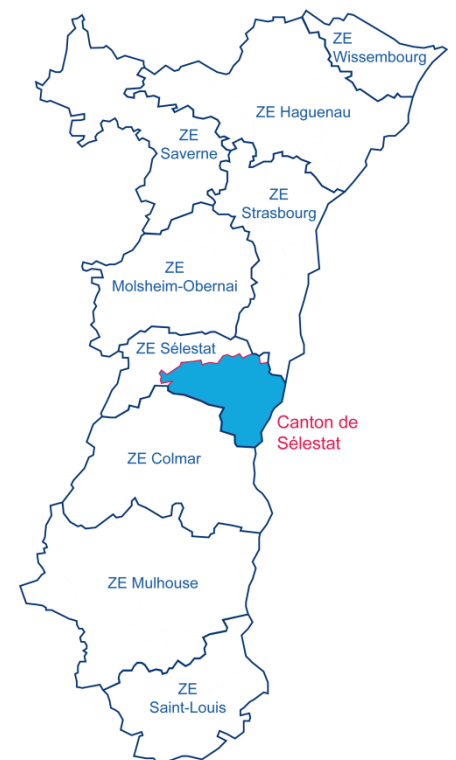 ZE
Wissembourg
ZE Haguenau
ZE
Saverne
ZE
Strasbourg
ZE
Molsheim-Obernai
ZE Sélestat
Canton de
Sélestat
ZE Colmar
ZE Mulhouse
ZE
Saint-Louis